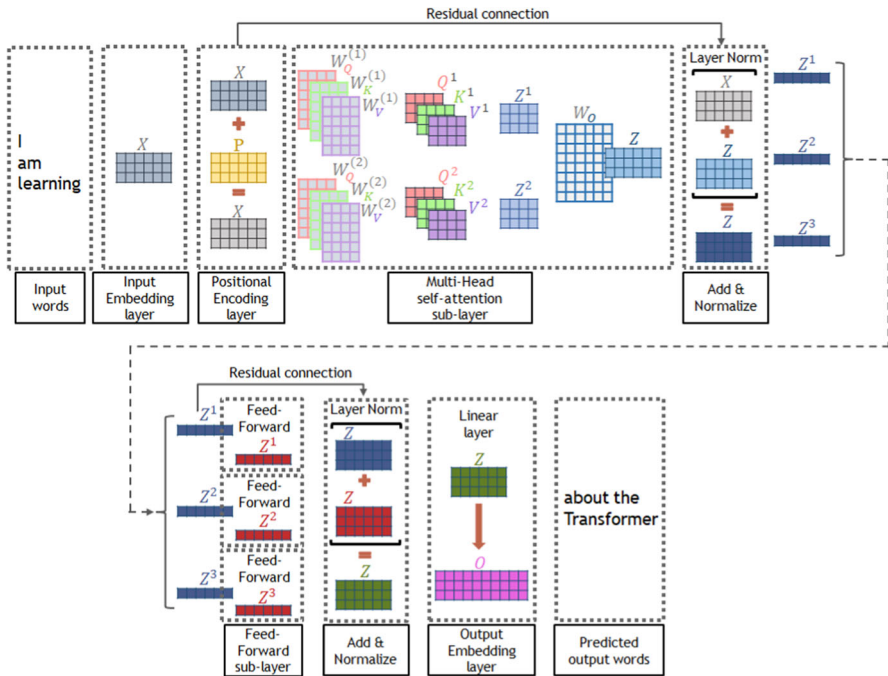 Residual connection
I
am
learning
X
X
+
P
=
X
W_Q^(1)
W_K^(1)
W_V^(1)
Q^1
K^1
V^1
Z^1
W_Q^(2)
W_K^(2)
W_V^(2)
Q^2
K^2
V^2
Z^2
W_O
Z
Layer Norm
X
+
Z
=
Z
Z^1
Z^2
Z^3
Input
words
Input
Embedding
layer
Positional
Encoding
layer
Multi-Head
self-attention
sub-layer
Add &
Normalize
Residual connection
Z^1
Z^2
Z^3
Feed-
Forward
Z^1
Feed-
Forward
Z^2
Feed-
Forward
Z^3
Layer Norm
Z
+
Z
=
Z
Linear
layer
Z
O
about the
Transformer
Feed-
Forward
sub-layer
Add &
Normalize
Output
Embedding
layer
Predicted
output words